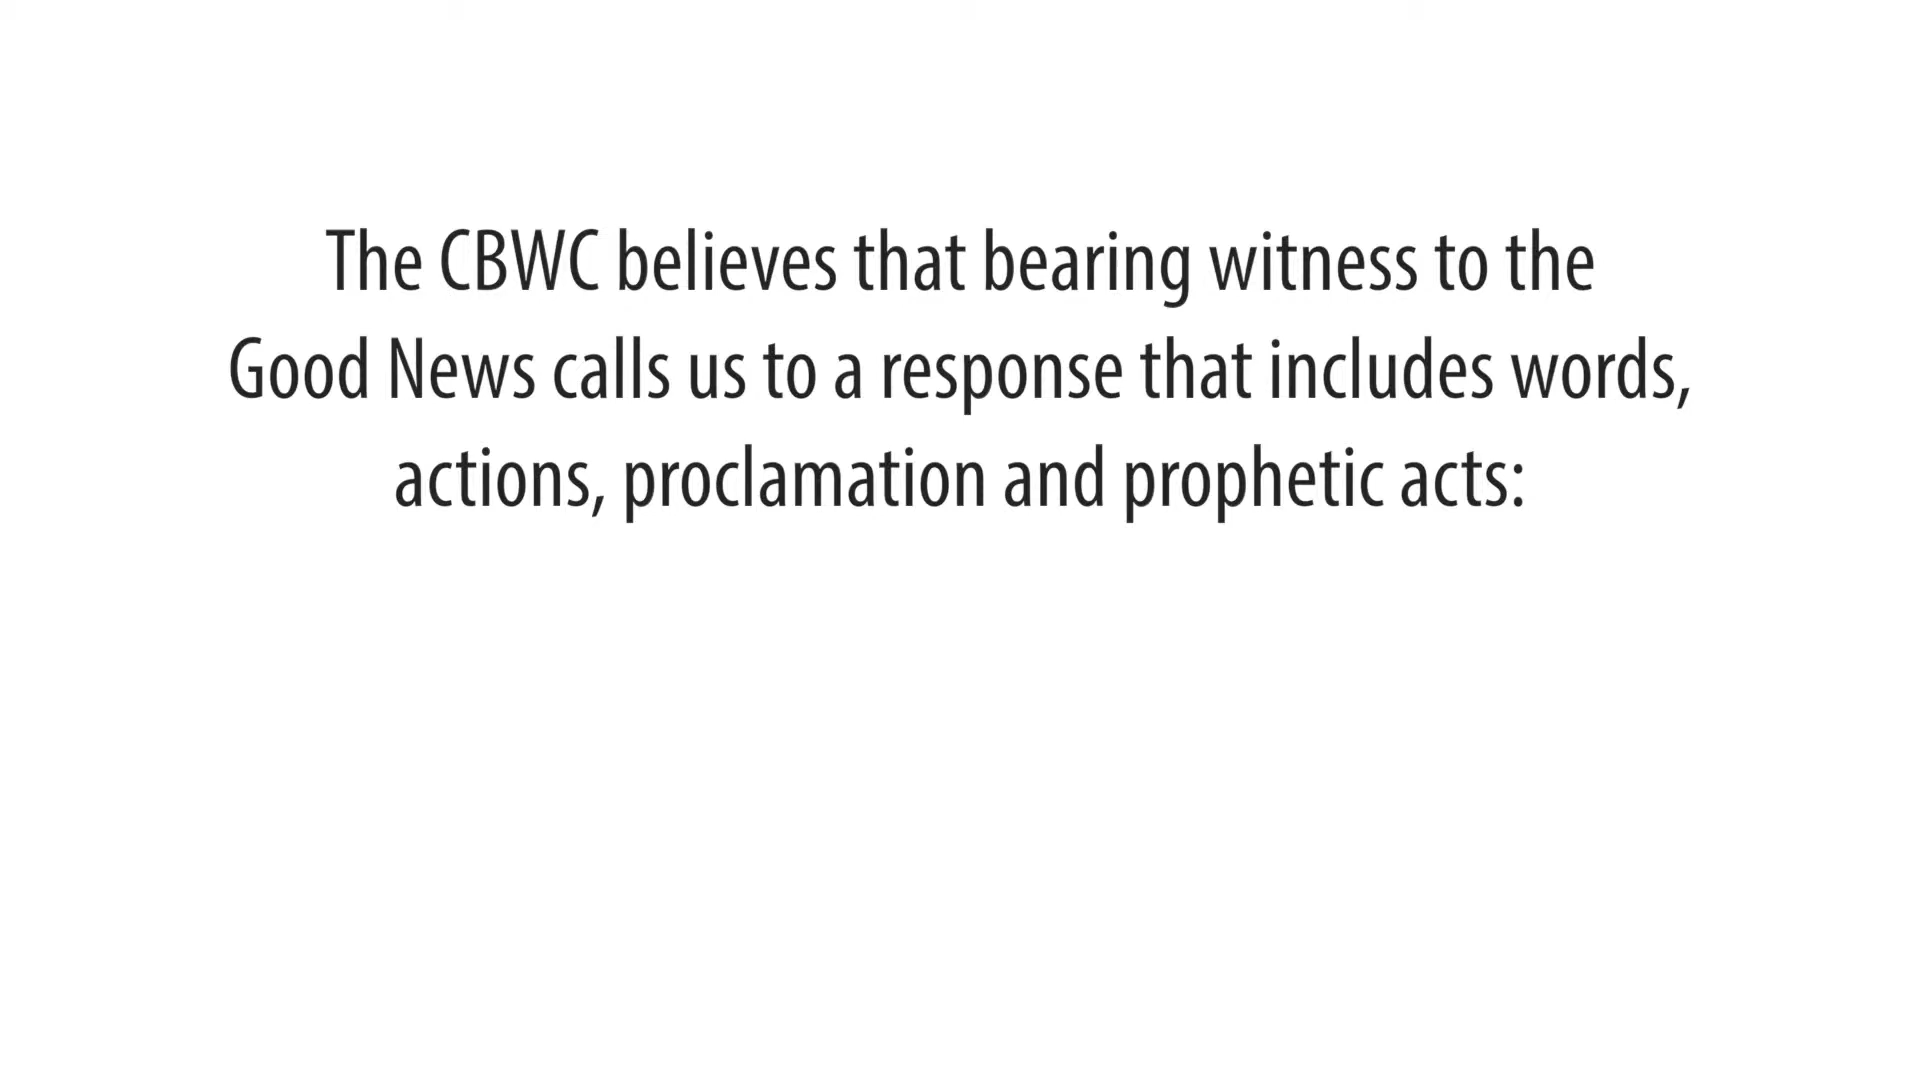 The CBWC believes that bearing witness to the
Good News calls us to a response that includes words,
actions, proclamation and prophetic acts: